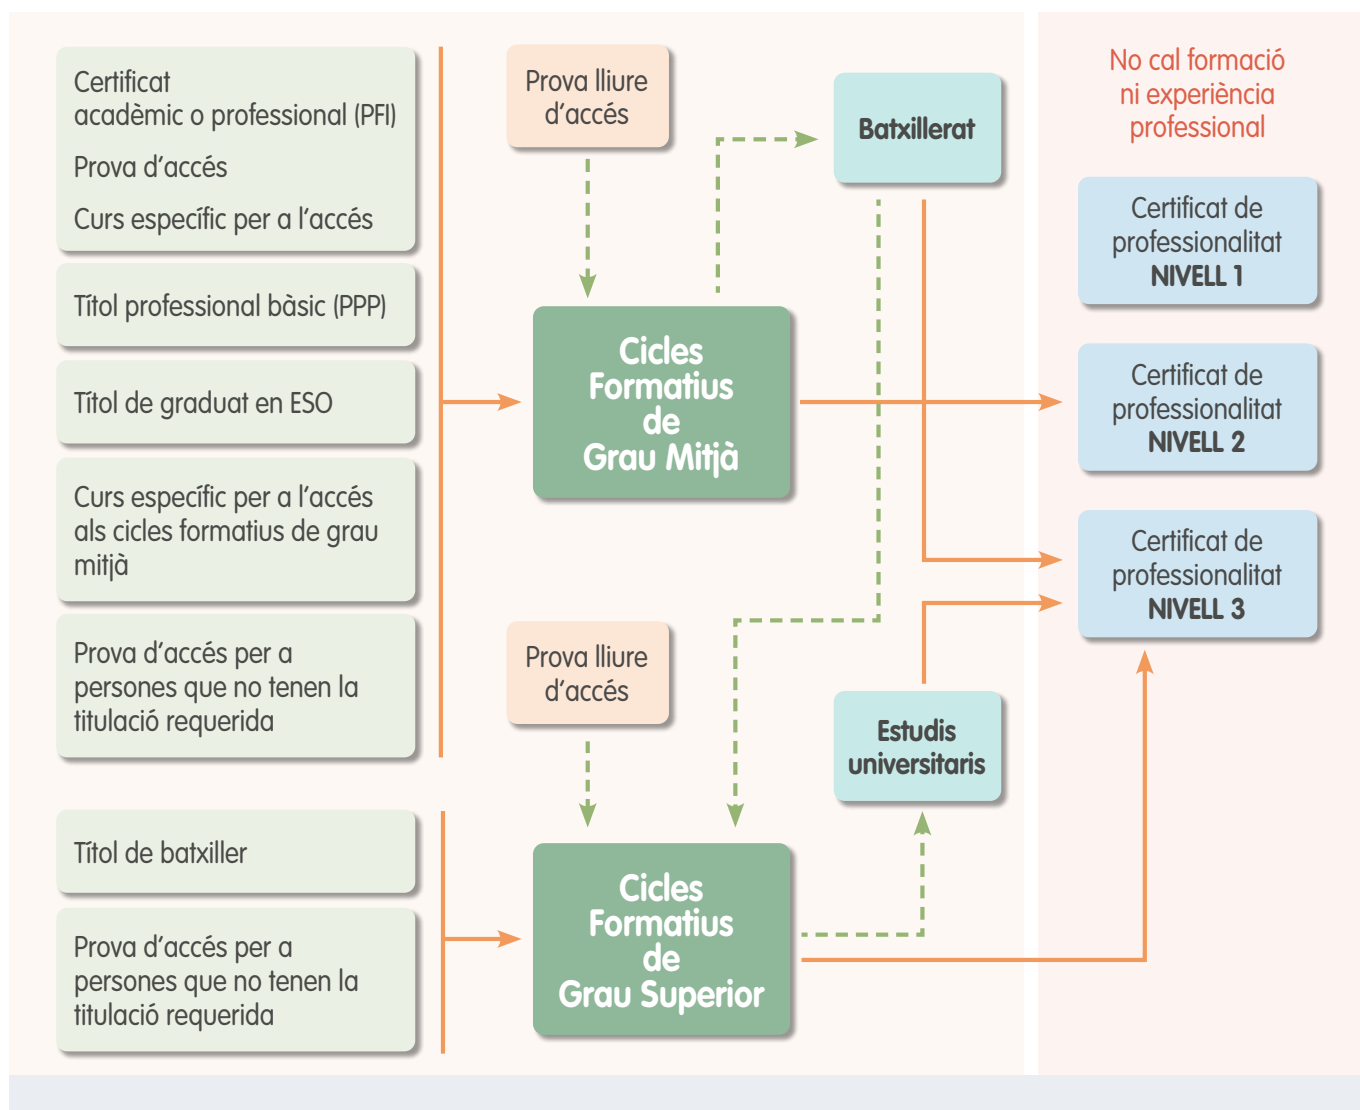 Certificat
acadèmic o professional (PFI)
Prova d'accés
Curs específic per a l'accés
Títol professional bàsic (PPP)
Títol de graduat en ESO
Curs específic per a l'accés
als cicles formatius de grau
mitjà
Prova d'accés per a
persones que no tenen la
titulació requerida
Títol de batxiller
Prova d'accés per a
persones que no tenen la
titulació requerida
Prova lliure
d'accés
Cicles
Formatius
de
Grau Mitjà
Prova lliure
d'accés
Cicles
Formatius
de
Grau Superior
Batxillerat
Estudis
universitaris
No cal formació
ni experiència
professional
Certificat de
professionalitat
NIVELL 1
Certificat de
professionalitat
NIVELL 2
Certificat de
professionalitat
NIVELL 3